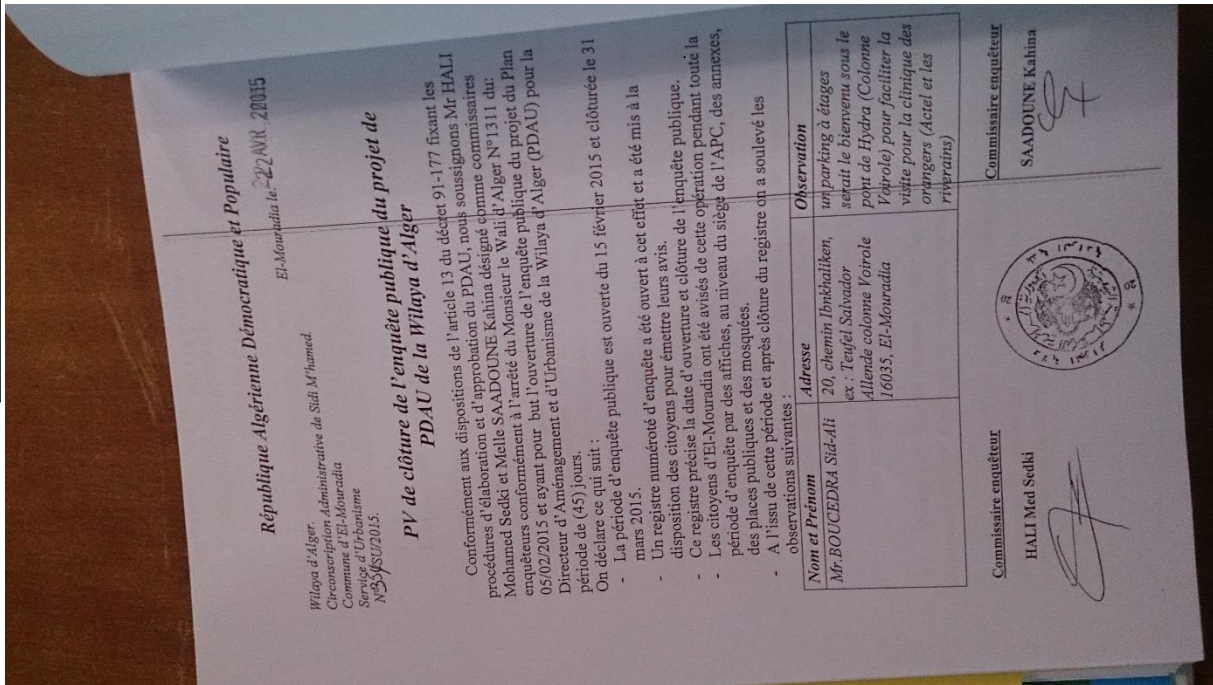 République Algérienne Démocratique et Populaire
El-Mouradia le 22 AVR 20015
Wilaya d'Alger.
Circonscription Administrative de Sidi M'hamed.
Commune d'El-Mouradia
Service d'Urbanisme
SU/2015.
PV de clôture de l'enquête publique du projet de
PDAU de la Wilaya d'Alger
Conformément aux dispositions de l'article 13 du décret 91-177 fixant les
procédures d'élaboration et d'approbation du PDAU, nous soussignons Mr HALI
Mohamed Sedki et Melle SAADOUNE Kahina désigné comme commissaires
enquêteurs conformément à l'arrêté du Monsieur le Wali d'Alger N°1311 du:
05/02/2015 et ayant pour but l'ouverture de l'enquête publique du projet du Plan
Directeur d'Aménagement et d'Urbanisme de la Wilaya d'Alger (PDAU) pour la
période de (45) jours.
On déclare ce qui suit :
- La période d'enquête publique est ouverte du 15 février 2015 et clôturée le 31
mars 2015.
- Un registre numéroté d'enquête a été ouvert à cet effet et a été mis à la
disposition des citoyens pour émettre leurs avis.
- Ce registre précise la date d'ouverture et clôture de l'enquête publique.
- Les citoyens d'El-Mouradia ont été avisés de cette opération pendant toute la
période d'enquête par des affiches, au niveau du siège de l'APC, des annexes,
des places publiques et des mosquées.
- A l'issu de cette période et après clôture du registre on a soulevé les
observations suivantes :
Nom et Prénom Adresse Observation
Mr.BOUCEDRA Sid-Ali 20, chemin Ibnkhaliken, un parking à étages
ex : Teufel Salvador serait le bienvenu sous le
Allende colonne Voirole pont de Hydra (Colonne
16035, El-Mouradia Voirole) pour faciliter la
visite pour la clinique des
orangers (Actel et les
riverains)
Commissaire enquêteur Commissaire enquêteur
HALI Med Sedki SAADOUNE Kahina